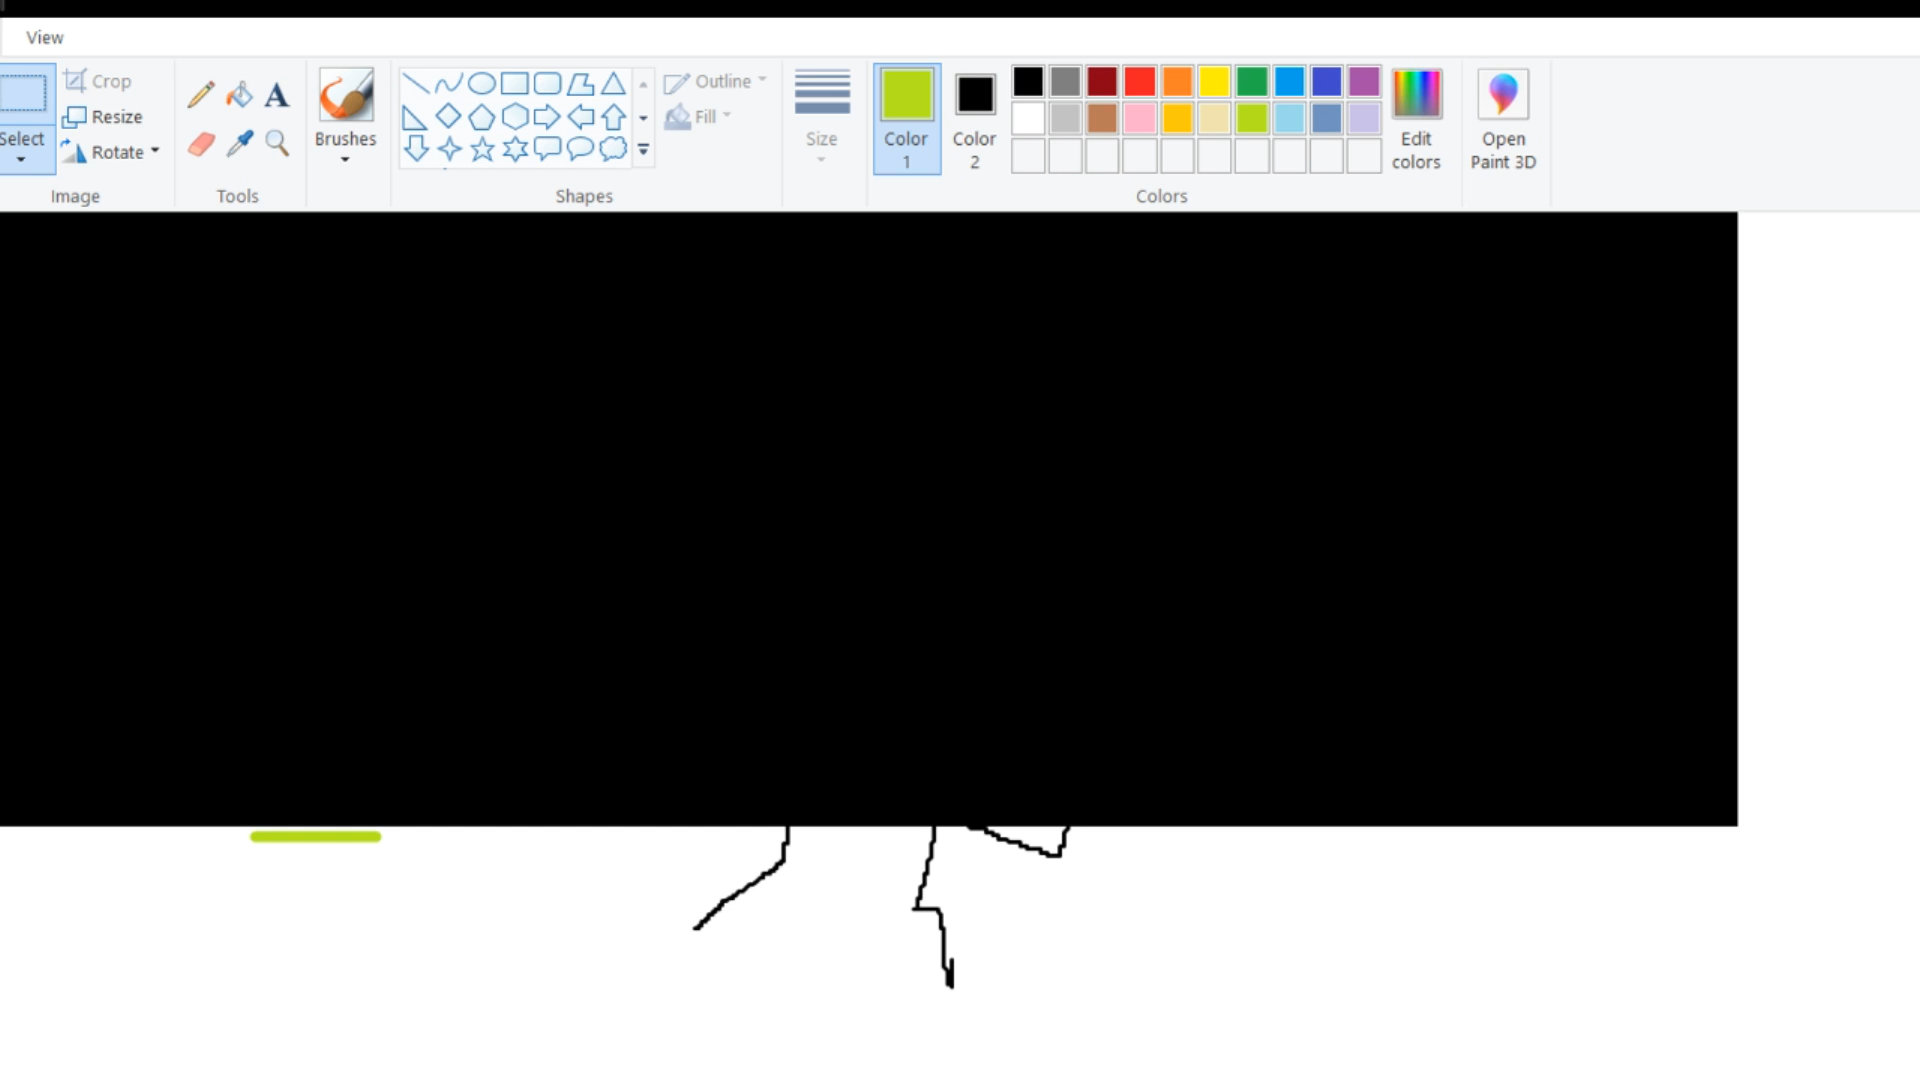 View
Crop
Resize
Rotate
Select
Image
A
Tools
Brushes
Shapes
Outline
Fill
Size
Color 1
Color 2
Colors
Edit colors
Open Paint 3D